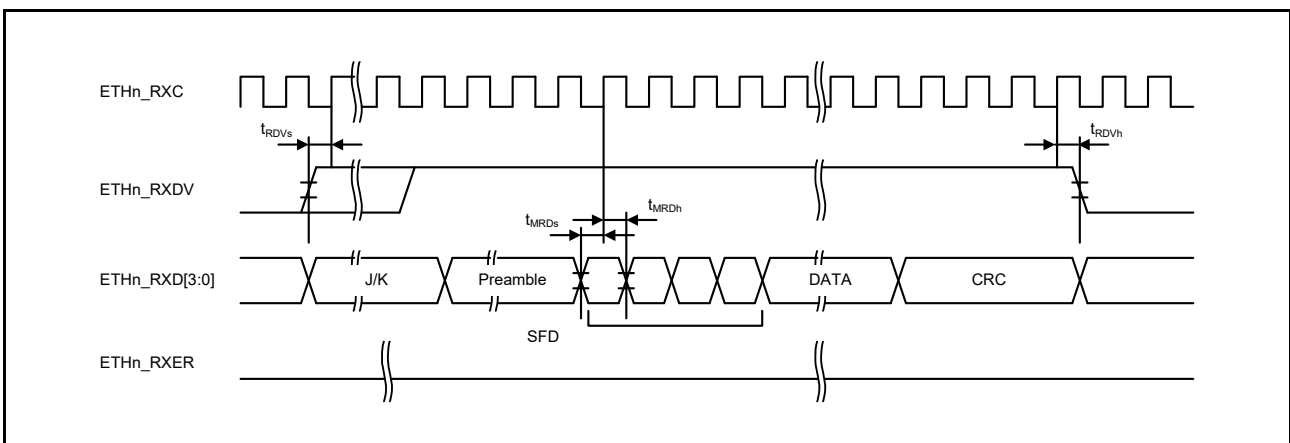 ETHn_RXC
tRDVs
tRDVh
ETHn_RXDV
tMRDs
tMRDh
ETHn_RXD[3:0]
J/K
Preamble
DATA
CRC
SFD
ETHn_RXER